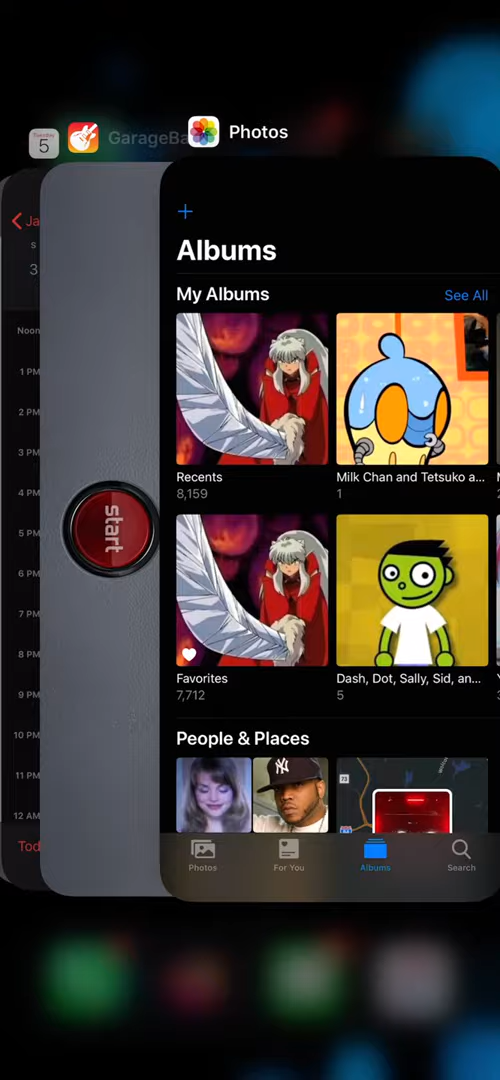 Tuesday
5
GarageBa
Photos
Ja
S
3
Noon
1 PM
2 PM
3 PM
4 PM
5 PM
6 PM
7 PM
8 PM
9 PM
10 PM
11 PM
12 AM
Tod
start
Albums
My Albums
See All
Recents
8,159
Milk Chan and Tetsuko a...
1
Favorites
7,712
Dash, Dot, Sally, Sid, an...
5
People & Places
Photos
For You
Albums
Search